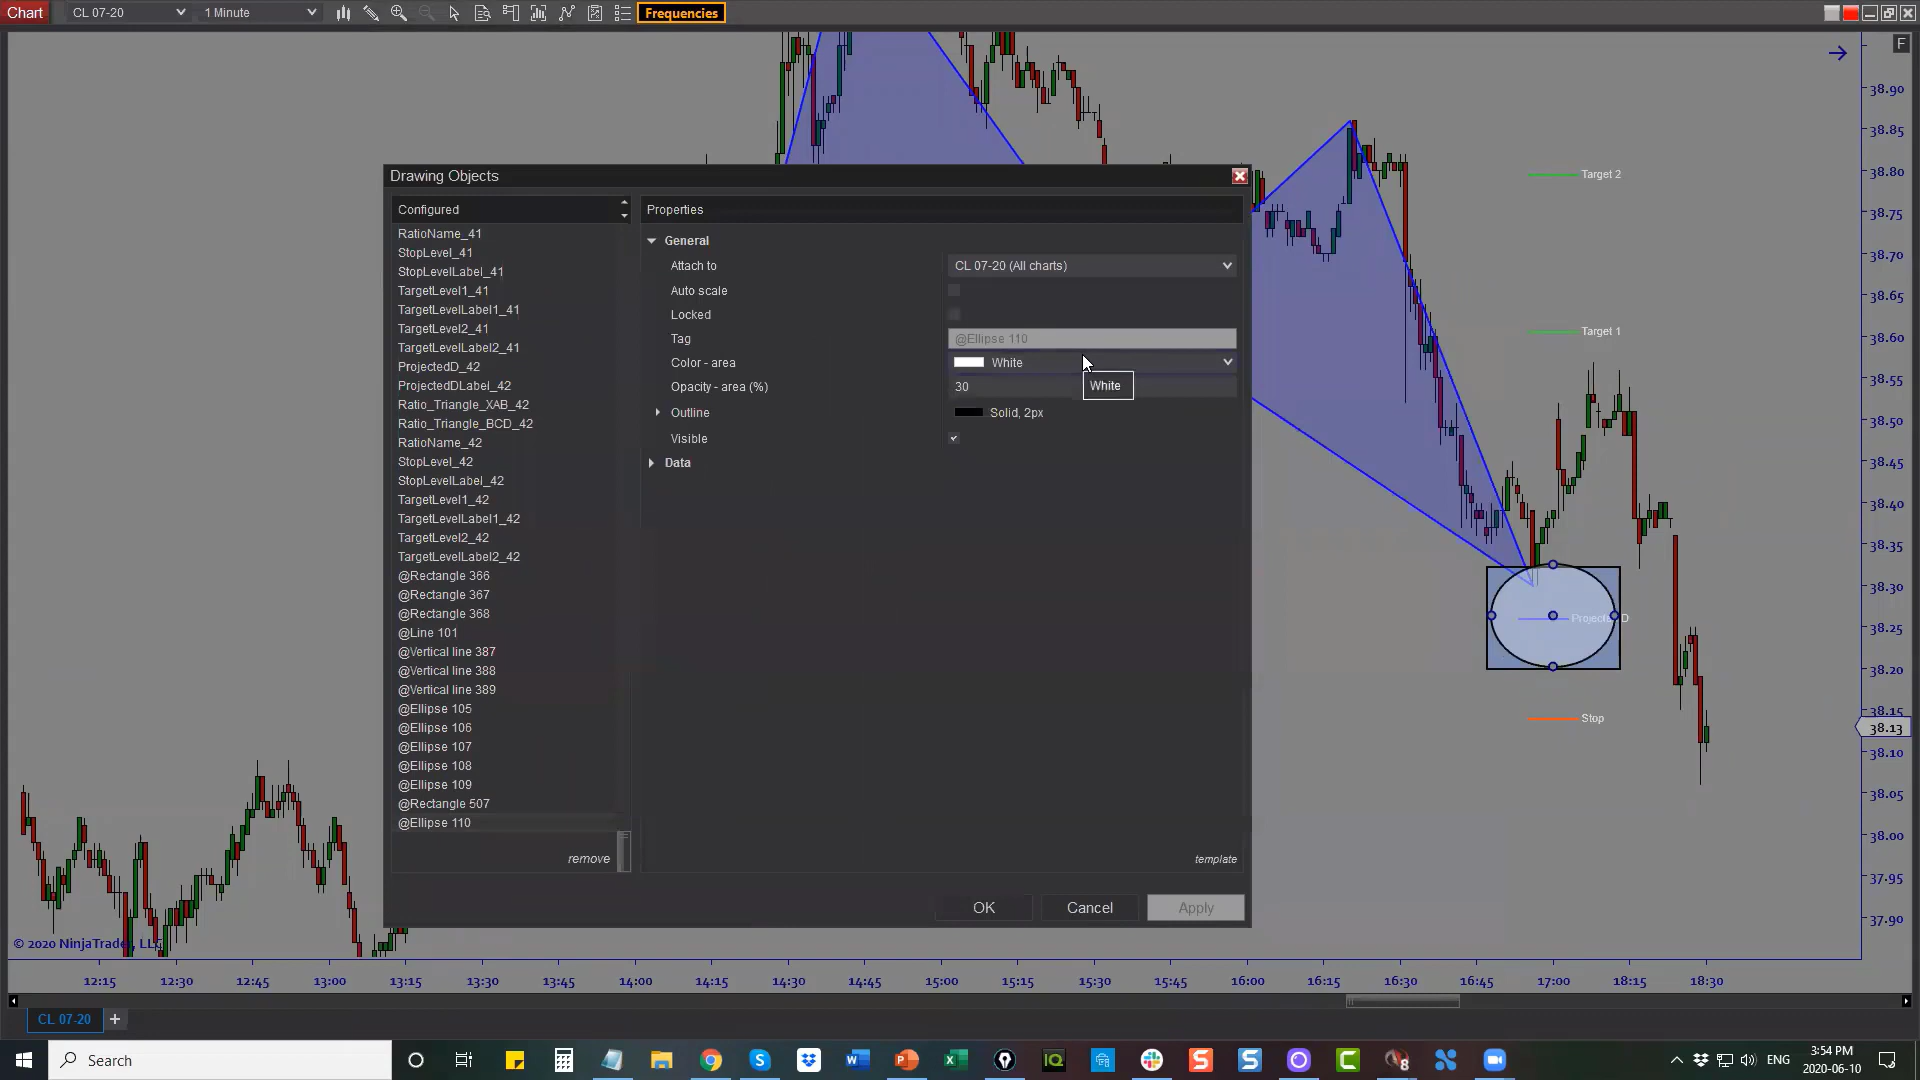 Chart CL 07-20 1 Minute Frequencies
F
Drawing Objects
Configured
RatioName_41
StopLevel_41
StopLevelLabel_41
TargetLevel1_41
TargetLevelLabel1_41
TargetLevel2_41
TargetLevelLabel2_41
ProjectedD_42
ProjectedDLabel_42
Ratio_Triangle_XAB_42
Ratio_Triangle_BCD_42
RatioName_42
StopLevel_42
StopLevelLabel_42
TargetLevel1_42
TargetLevelLabel1_42
TargetLevel2_42
TargetLevelLabel2_42
@Rectangle 366
@Rectangle 367
@Rectangle 368
@Line 101
@Vertical line 387
@Vertical line 388
@Vertical line 389
@Ellipse 105
@Ellipse 106
@Ellipse 107
@Ellipse 108
@Ellipse 109
@Rectangle 507
@Ellipse 110
remove
Properties
General
Attach to CL 07-20 (All charts)
Auto scale
Locked
Tag @Ellipse 110
Color - area White
Opacity - area (%) 30
White
Outline Solid, 2px
Visible
Data
template
OK Cancel Apply
Target 2
Target 1
Projected D
Stop
38.90
38.85
38.80
38.75
38.70
38.65
38.60
38.55
38.50
38.45
38.40
38.35
38.30
38.25
38.20
38.15
38.13
38.10
38.05
38.00
37.95
37.90
© 2020 NinjaTrader, LLC
12:15 12:30 12:45 13:00 13:15 13:30 13:45 14:00 14:15 14:30 14:45 15:00 15:15 15:30 15:45 16:00 16:15 16:30 16:45 17:00 18:15 18:30
CL 07-20 +
Search
ENG
3:54 PM
2020-06-10